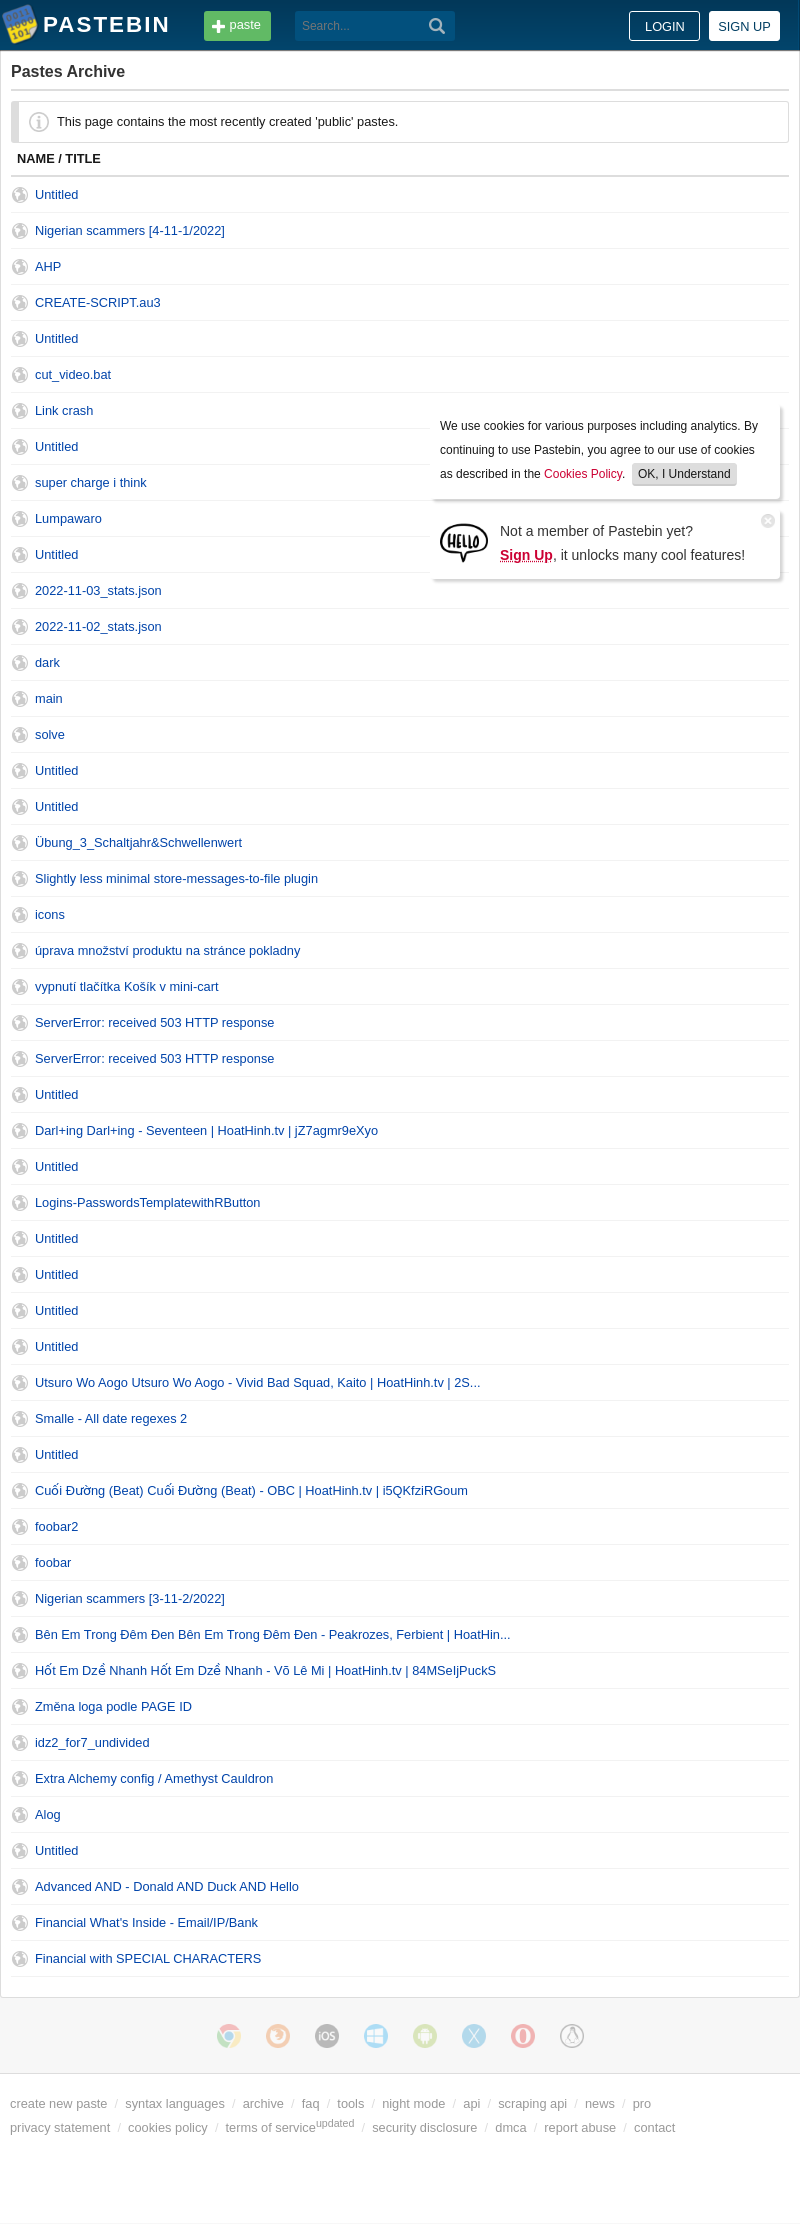 PASTEBIN
paste
Search...
LOGIN
SIGN UP
Pastes Archive
This page contains the most recently created 'public' pastes.
NAME / TITLE
Untitled
Nigerian scammers [4-11-1/2022]
AHP
CREATE-SCRIPT.au3
Untitled
cut_video.bat
Link crash
Untitled
super charge i think
Lumpawaro
Untitled
We use cookies for various purposes including analytics. By
continuing to use Pastebin, you agree to our use of cookies
as described in the Cookies Policy. OK, I Understand
HELLO
Not a member of Pastebin yet?
Sign Up, it unlocks many cool features!
2022-11-03_stats.json
2022-11-02_stats.json
dark
main
solve
Untitled
Untitled
Übung_3_Schaltjahr&Schwellenwert
Slightly less minimal store-messages-to-file plugin
icons
úprava množství produktu na stránce pokladny
vypnutí tlačítka Košík v mini-cart
ServerError: received 503 HTTP response
ServerError: received 503 HTTP response
Untitled
Darl+ing Darl+ing - Seventeen | HoatHinh.tv | jZ7agmr9eXyo
Untitled
Logins-PasswordsTemplatewithRButton
Untitled
Untitled
Untitled
Untitled
Utsuro Wo Aogo Utsuro Wo Aogo - Vivid Bad Squad, Kaito | HoatHinh.tv | 2S...
Smalle - All date regexes 2
Untitled
Cuối Đường (Beat) Cuối Đường (Beat) - OBC | HoatHinh.tv | i5QKfziRGoum
foobar2
foobar
Nigerian scammers [3-11-2/2022]
Bên Em Trong Đêm Đen Bên Em Trong Đêm Đen - Peakrozes, Ferbient | HoatHin...
Hốt Em Dzề Nhanh Hốt Em Dzề Nhanh - Võ Lê Mi | HoatHinh.tv | 84MSeIjPuckS
Změna loga podle PAGE ID
idz2_for7_undivided
Extra Alchemy config / Amethyst Cauldron
Alog
Untitled
Advanced AND - Donald AND Duck AND Hello
Financial What's Inside - Email/IP/Bank
Financial with SPECIAL CHARACTERS
iOS
create new paste / syntax languages / archive / faq / tools / night mode / api / scraping api / news / pro
privacy statement / cookies policy / terms of service updated / security disclosure / dmca / report abuse / contact